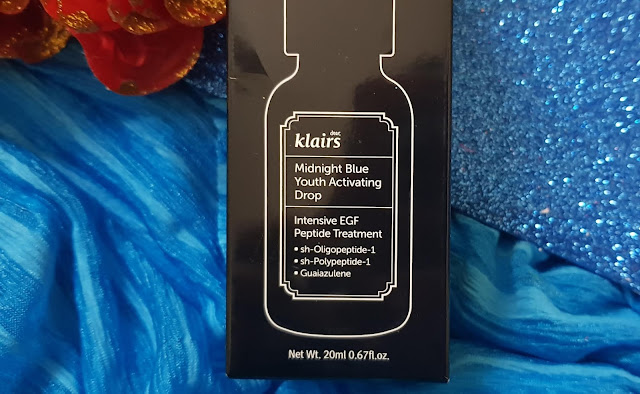 dear,
klairs
Midnight Blue
Youth Activating
Drop
Intensive EGF
Peptide Treatment
▪ sh-Oligopeptide-1
▪ sh-Polypeptide-1
▪ Guaiazulene
Net Wt. 20ml 0.67fl.oz.